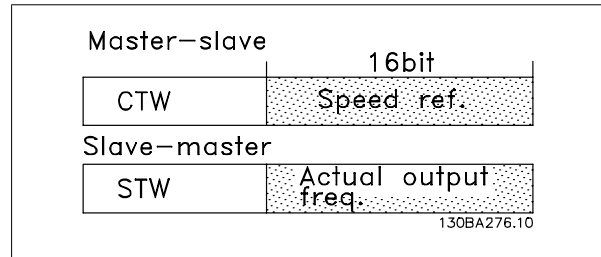 Master-slave
16bit
CTW
Speed ref.
Slave-master
STW
Actual output
freq.
130BA276.10